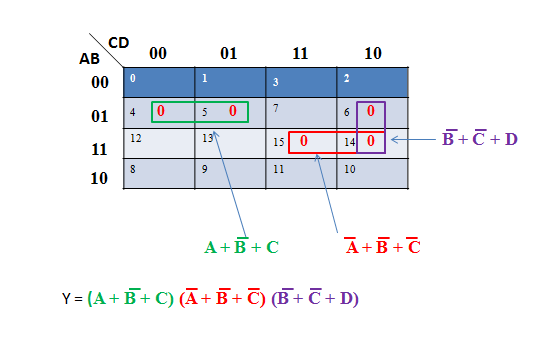 CD
AB
00 01 11 10
00 0 1 3 2
01 4 0 5 0 7 6 0
11 12 13 15 0 14 0 B̅ + C̅ + D
10 8 9 11 10
A + B̅ + C A̅ + B̅ + C̅
Y = (A + B̅ + C) (A̅ + B̅ + C̅) (B̅ + C̅ + D)